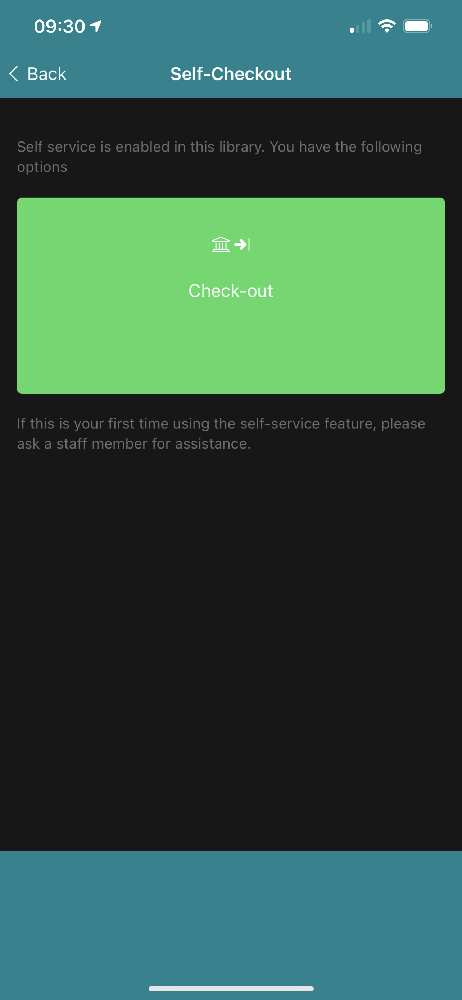 09:30
Back
Self-Checkout
Self service is enabled in this library. You have the following
options
Check-out
If this is your first time using the self-service feature, please
ask a staff member for assistance.